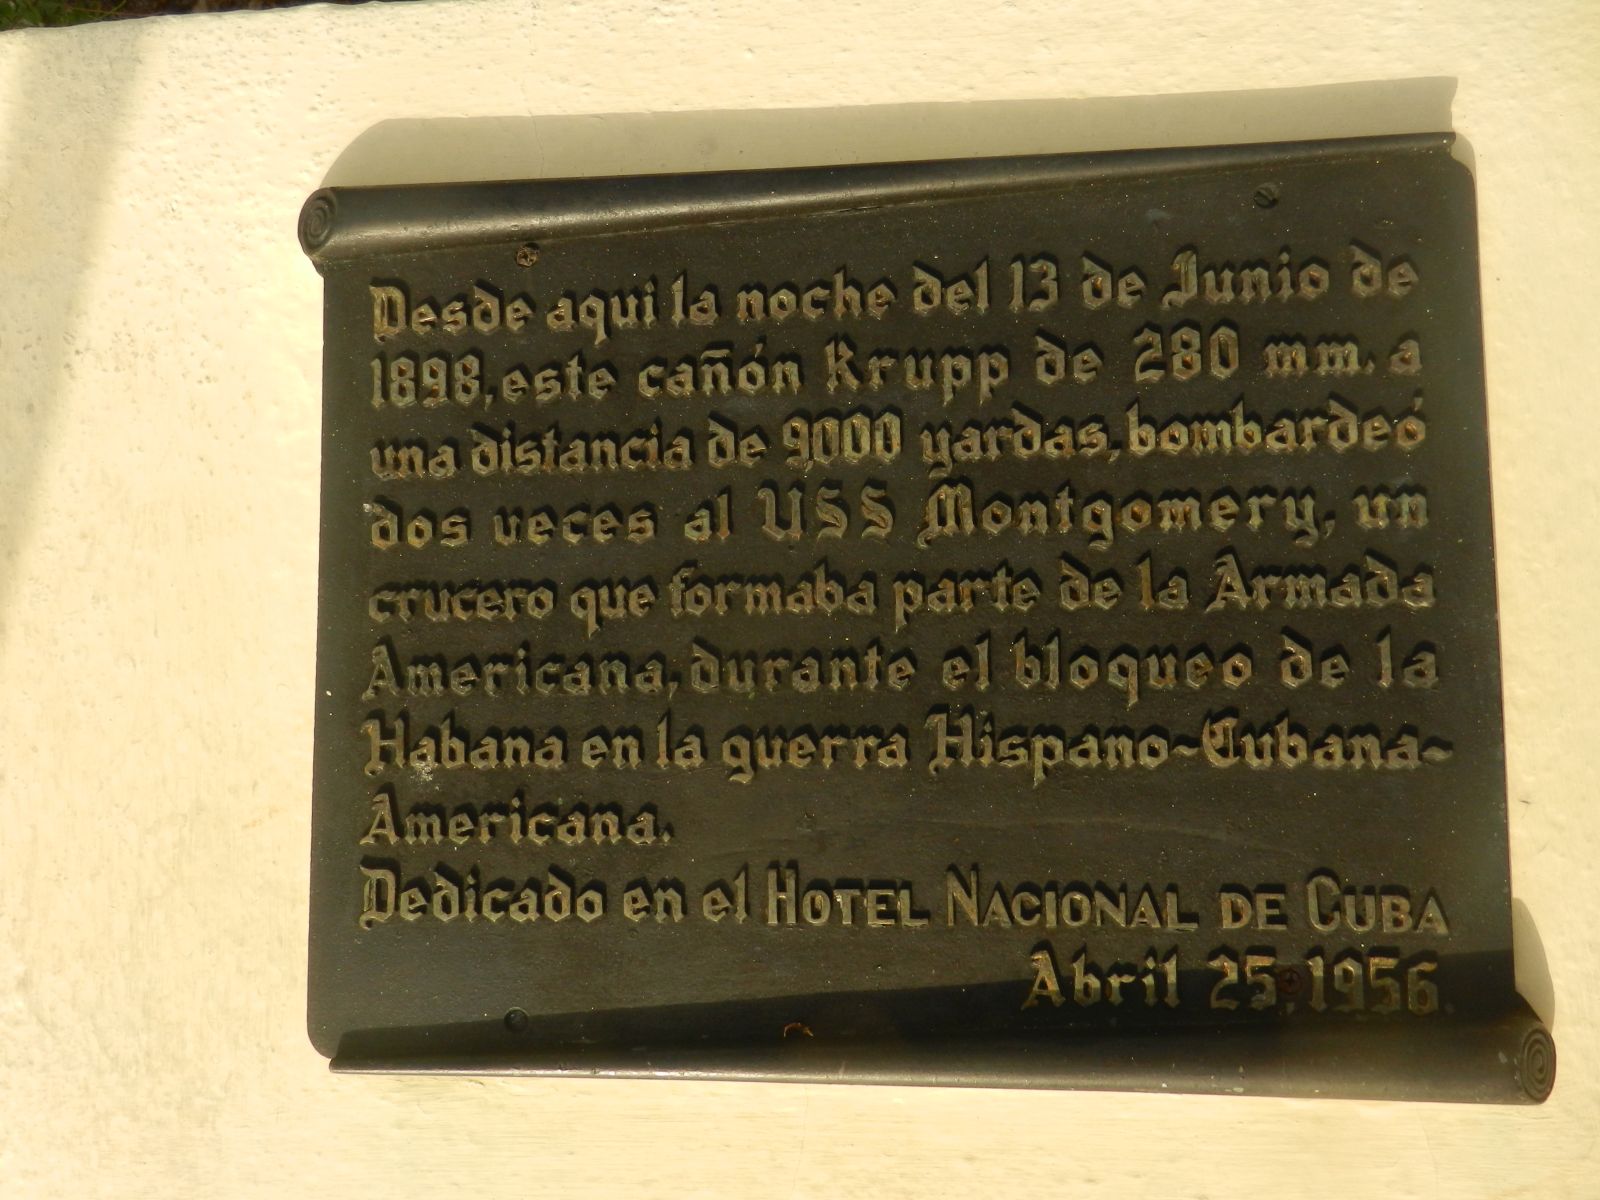 Desde aqui la noche del 13 de Junio de
1898, este cañón Krupp de 280 mm. a
una distancia de 9,000 yardas, bombardeó
dos veces al USS Montgomery, un
crucero que formaba parte de la Armada
Americana, durante el bloqueo de la
Habana en la guerra Hispano-Cubana-
Americana.
Dedicado en el HOTEL NACIONAL DE CUBA
Abril 25, 1956.